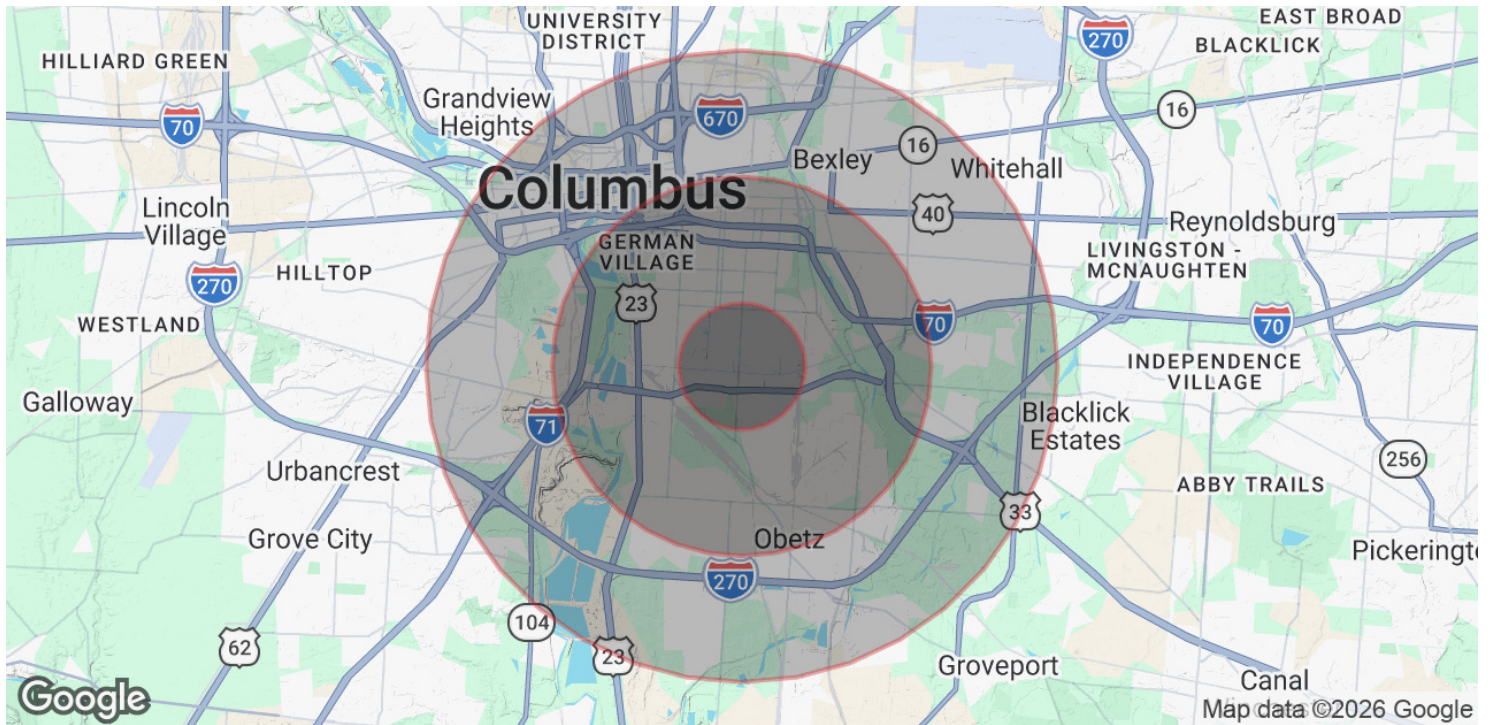 UNIVERSITY
DISTRICT
EAST BROAD
BLACKLICK
270
HILLIARD GREEN
70
Grandview
Heights
670
16
16
Bexley
Whitehall
Columbus
40
Lincoln
Village
Reynoldsburg
GERMAN
VILLAGE
LIVINGSTON -
MCNAUGHTEN
HILLTOP
270
23
WESTLAND
70
70
INDEPENDENCE
VILLAGE
Galloway
71
Blacklick
Estates
Urbancrest
256
ABBY TRAILS
33
Grove City
Obetz
Pickeringt
270
104
62
23
Groveport
Canal
Google
Map data ©2026 Google